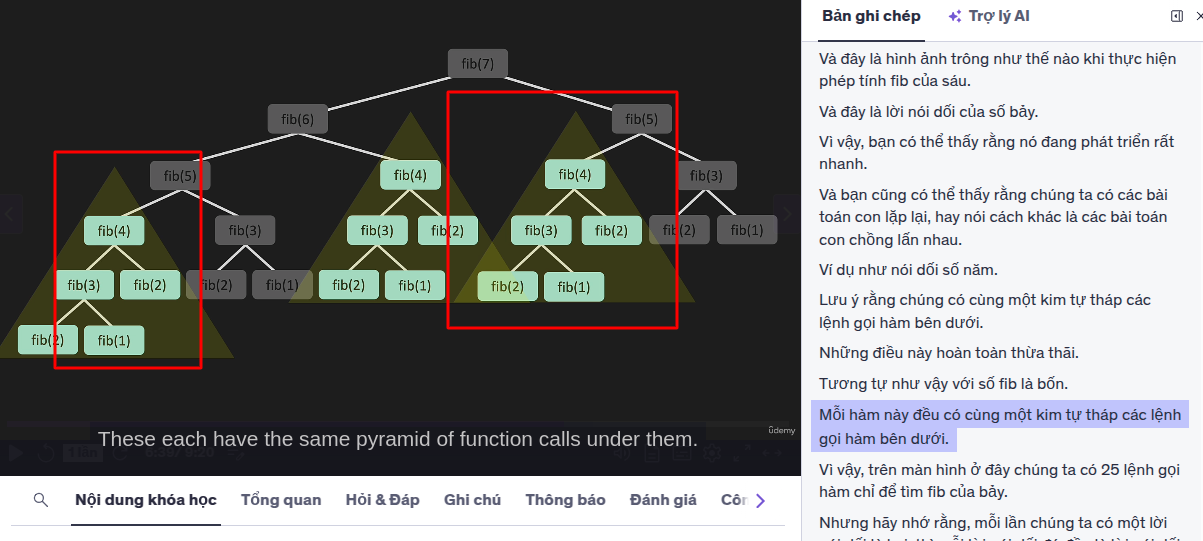 fib(7)
fib(6)
fib(5)
fib(5)
fib(4)
fib(4)
fib(3)
fib(4)
fib(3)
fib(3)
fib(2)
fib(3)
fib(2)
fib(2)
fib(1)
fib(3)
fib(2)
fib(2)
fib(1)
fib(2)
fib(1)
fib(2)
fib(1)
fib(2)
fib(1)
These each have the same pyramid of function calls under them.
ûdemy
Nội dung khóa học
Tổng quan
Hỏi & Đáp
Ghi chú
Thông báo
Đánh giá
Bản ghi chép
Trợ lý AI
Và đây là hình ảnh trông như thế nào khi thực hiện
phép tính fib của sáu.
Và đây là lời nói dối của số bảy.
Vì vậy, bạn có thể thấy rằng nó đang phát triển rất
nhanh.
Và bạn cũng có thể thấy rằng chúng ta có các bài
toán con lặp lại, hay nói cách khác là các bài toán
con chồng lấn nhau.
Ví dụ như nói dối số năm.
Lưu ý rằng chúng có cùng một kim tự tháp các
lệnh gọi hàm bên dưới.
Những điều này hoàn toàn thừa thãi.
Tương tự như vậy với số fib là bốn.
Mỗi hàm này đều có cùng một kim tự tháp các lệnh
gọi hàm bên dưới.
Vì vậy, trên màn hình ở đây chúng ta có 25 lệnh gọi
hàm chỉ để tìm fib của bảy.
Nhưng hãy nhớ rằng, mỗi lần chúng ta có một lời